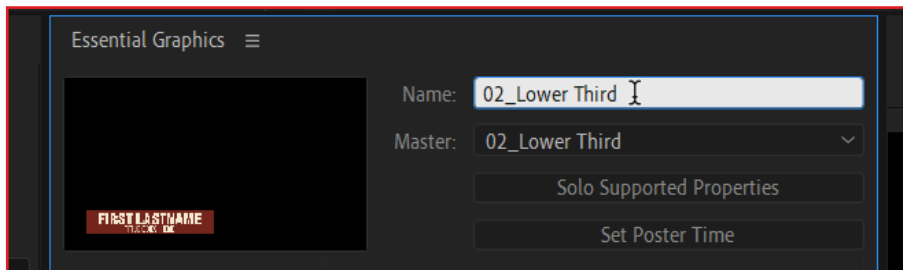 Essential Graphics
Name: 02_Lower Third
Master: 02_Lower Third
Solo Supported Properties
Set Poster Time
FIRST LASTNAME